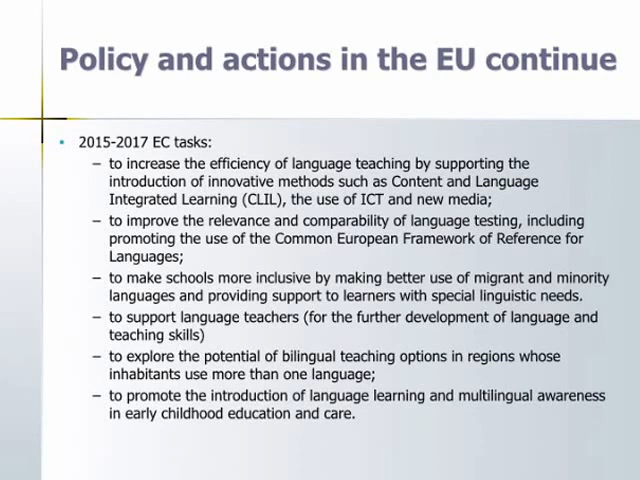 Policy and actions in the EU continue
• 2015-2017 EC tasks:
– to increase the efficiency of language teaching by supporting the
introduction of innovative methods such as Content and Language
Integrated Learning (CLIL), the use of ICT and new media;
– to improve the relevance and comparability of language testing, including
promoting the use of the Common European Framework of Reference for
Languages;
– to make schools more inclusive by making better use of migrant and minority
languages and providing support to learners with special linguistic needs.
– to support language teachers (for the further development of language and
teaching skills)
– to explore the potential of bilingual teaching options in regions whose
inhabitants use more than one language;
– to promote the introduction of language learning and multilingual awareness
in early childhood education and care.